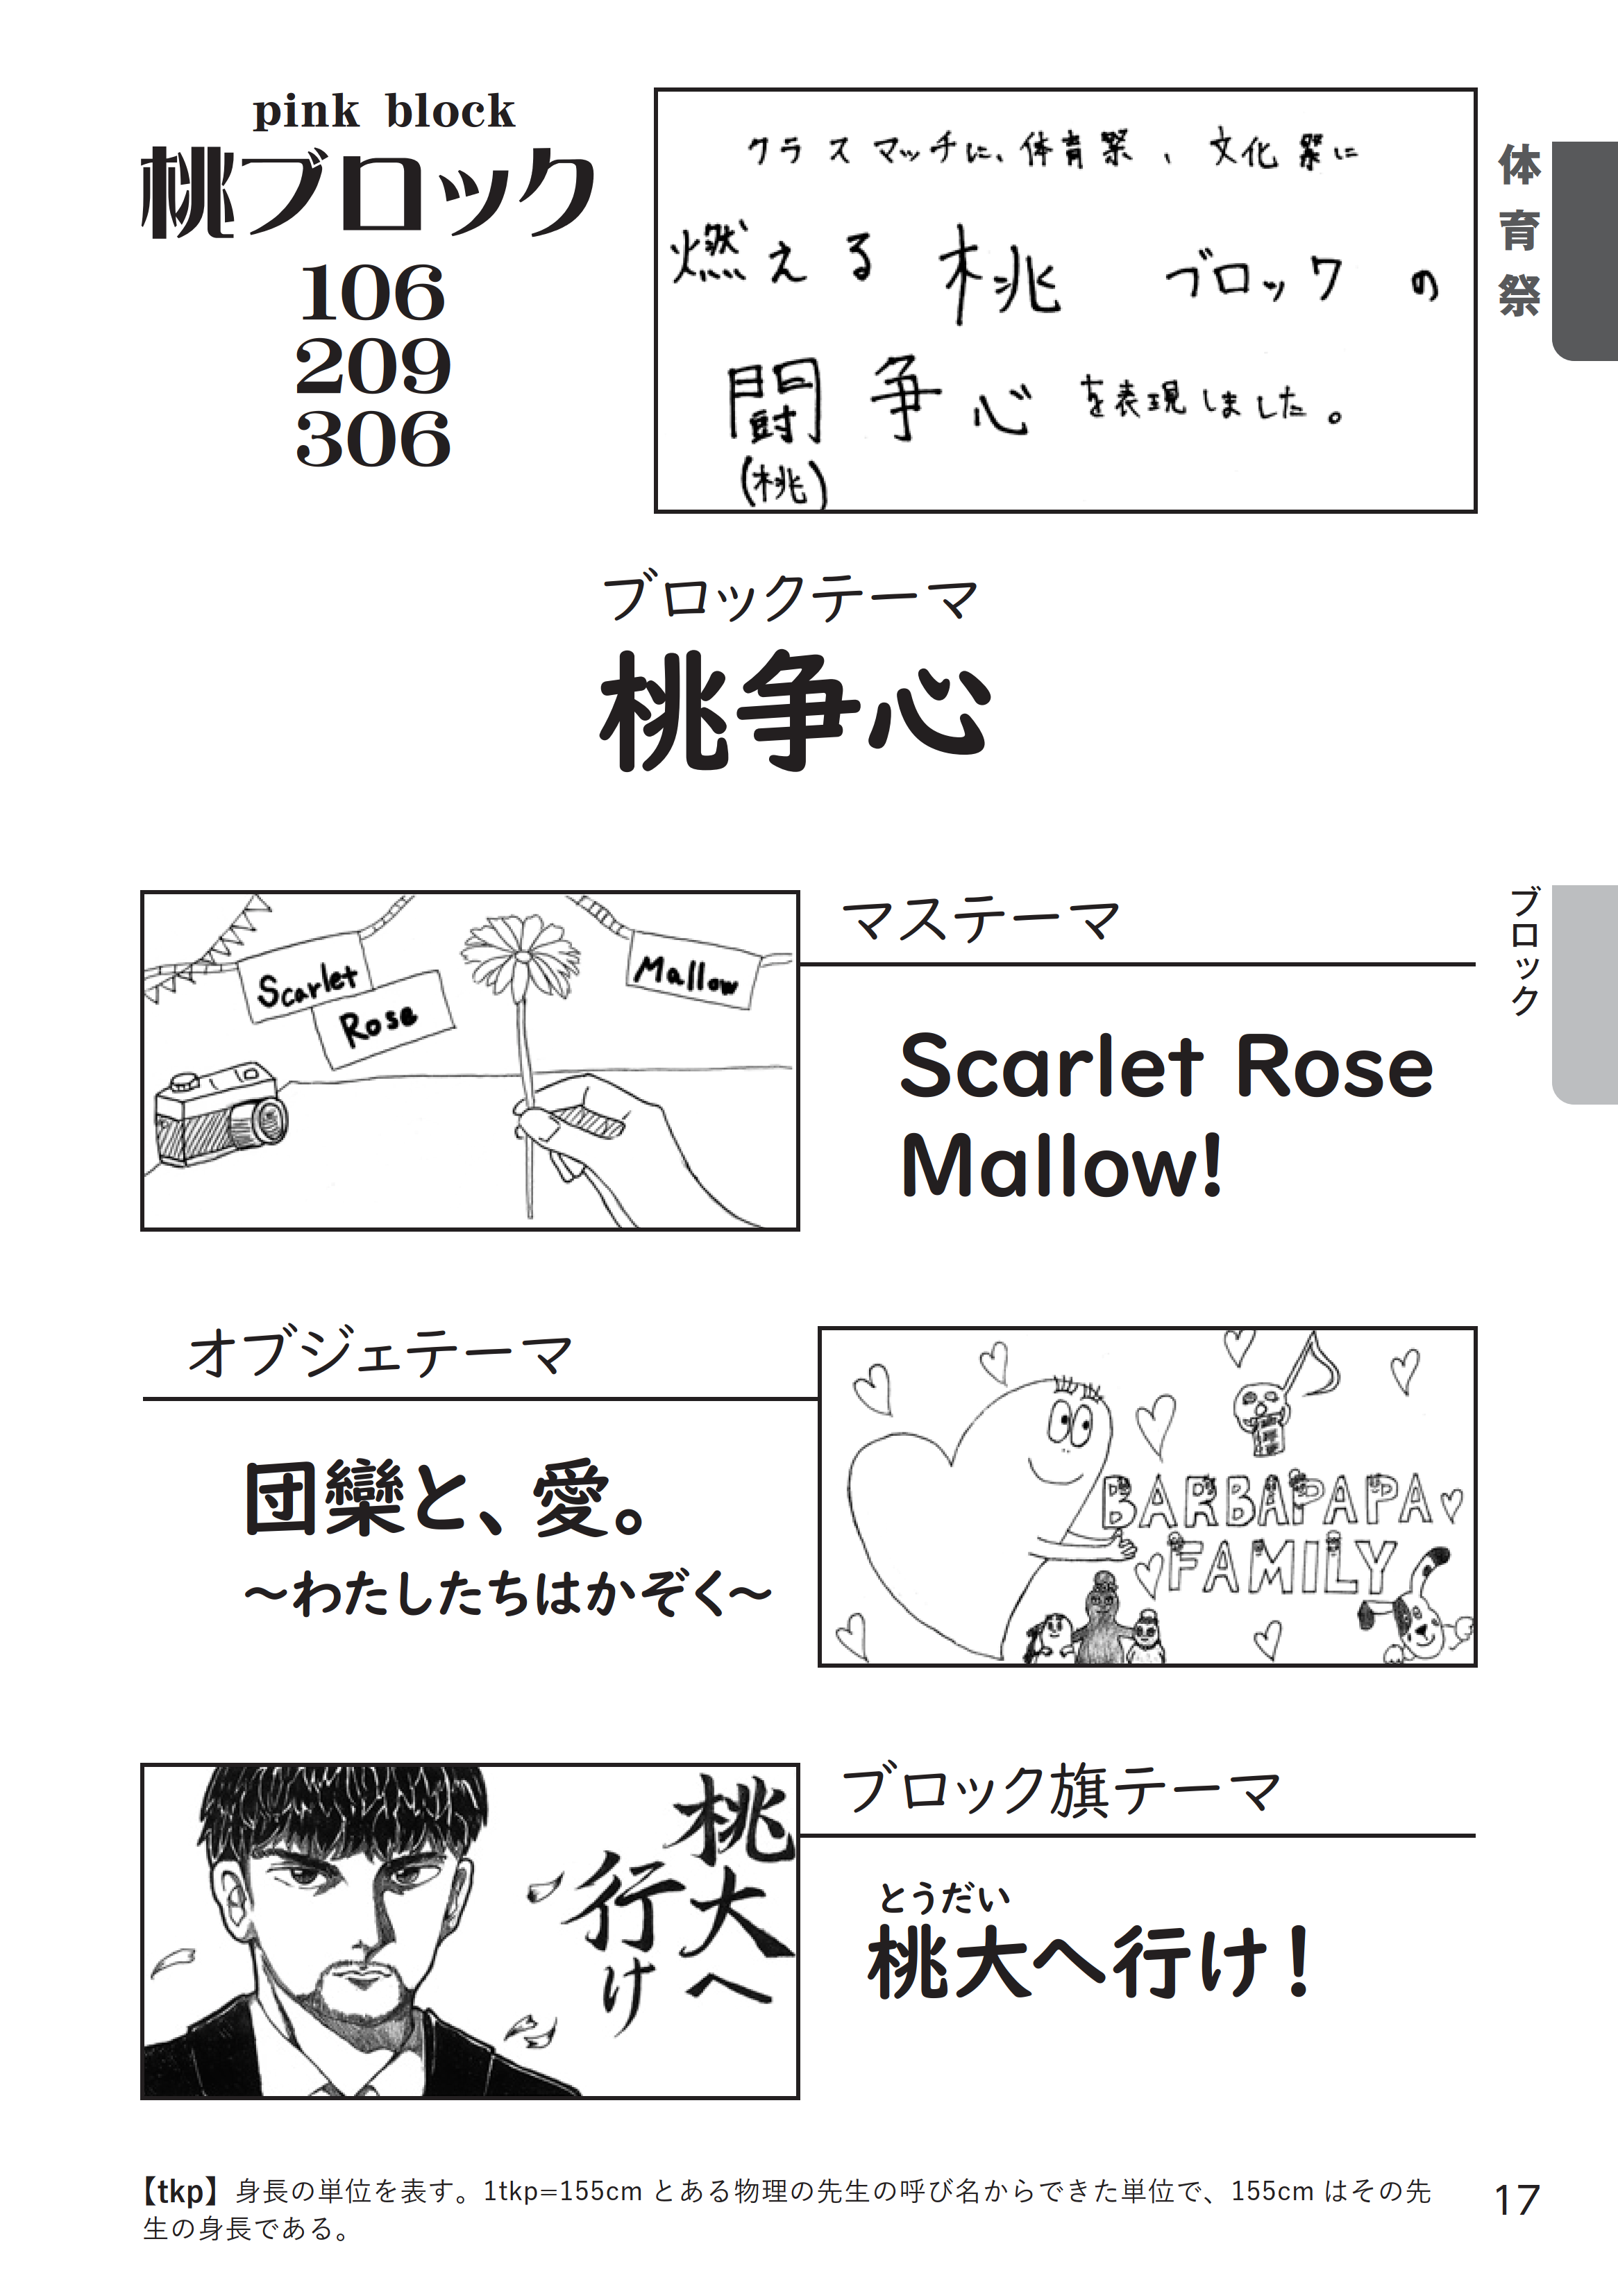 pink block
桃ブロック
106
209
306
クラスマッチに、体育祭、文化祭に
燃える桃ブロックの
闘争心を表現しました。
(桃)
体育祭
ブロックテーマ
桃争心
ブロック
Scarlet
Rose
Mallow
マステーマ
Scarlet Rose
Mallow!
オブジェテーマ
団欒と、愛。
～わたしたちはかぞく～
BARBAPAPA
FAMILY
桃大へ
行け
ブロック旗テーマ
とうだい
桃大へ行け！
【tkp】身長の単位を表す。1tkp=155cm とある物理の先生の呼び名からできた単位で、155cm はその先
生の身長である。
17